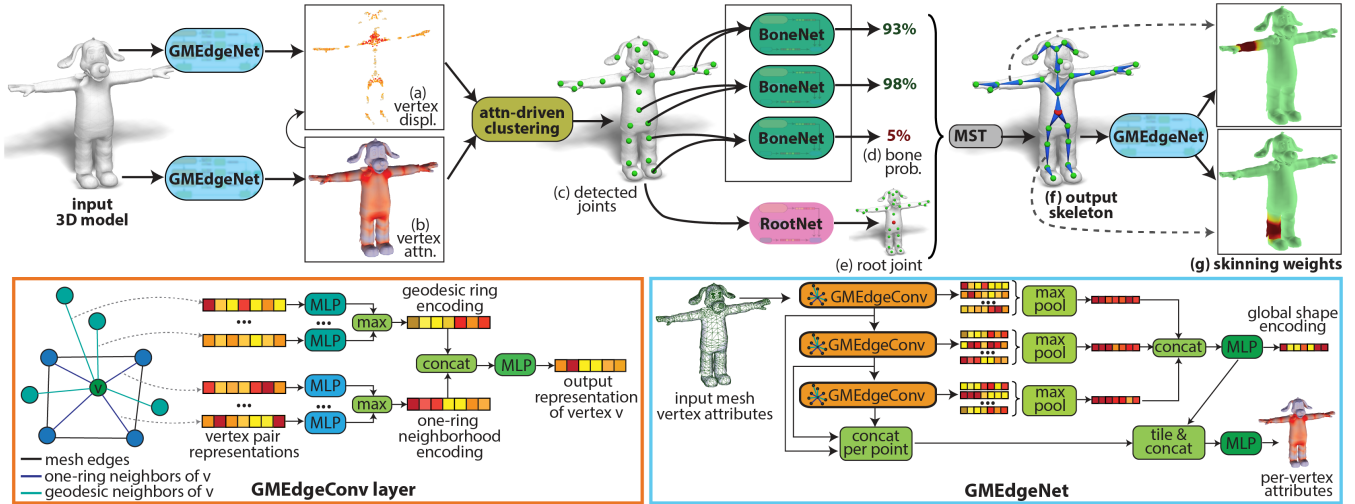 input
3D model
GMEdgeNet
GMEdgeNet
(a)
vertex
displ.
(b)
vertex
attn.
attn-driven
clustering
(c) detected
joints
BoneNet
BoneNet
BoneNet
93%
98%
5%
(d) bone
prob.
RootNet
(e) root joint
MST
(f) output
skeleton
GMEdgeNet
(g) skinning weights
v
mesh edges
one-ring neighbors of v
geodesic neighbors of v
MLP
...
...
MLP
MLP
...
...
MLP
vertex pair
representations
max
max
geodesic ring
encoding
concat
one-ring
neighborhood
encoding
MLP
output
representation
of vertex v
GMEdgeConv layer
input mesh
vertex attributes
GMEdgeConv
GMEdgeConv
GMEdgeConv
...
...
...
max
pool
max
pool
max
pool
concat
MLP
global shape
encoding
concat
per point
tile &
concat
MLP
per-vertex
attributes
GMEdgeNet